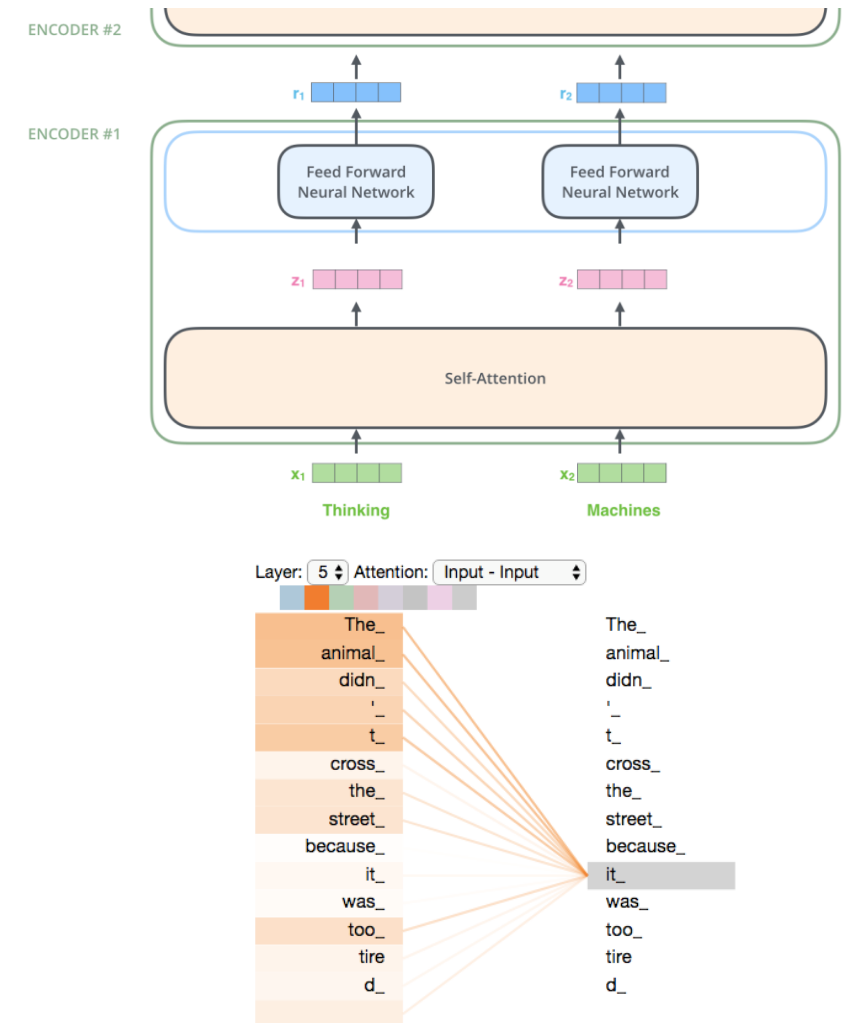 ENCODER #2
r₁ r₂
ENCODER #1
Feed Forward Neural Network
Feed Forward Neural Network
z₁ z₂
Self-Attention
x₁ x₂
Thinking Machines
Layer: 5 Attention: Input - Input
The_ The_
animal_ animal_
didn_ didn_
'_ '_
t_ t_
cross_ cross_
the_ the_
street_ street_
because_ because_
it_ it_
was_ was_
too_ too_
tire tire
d_ d_